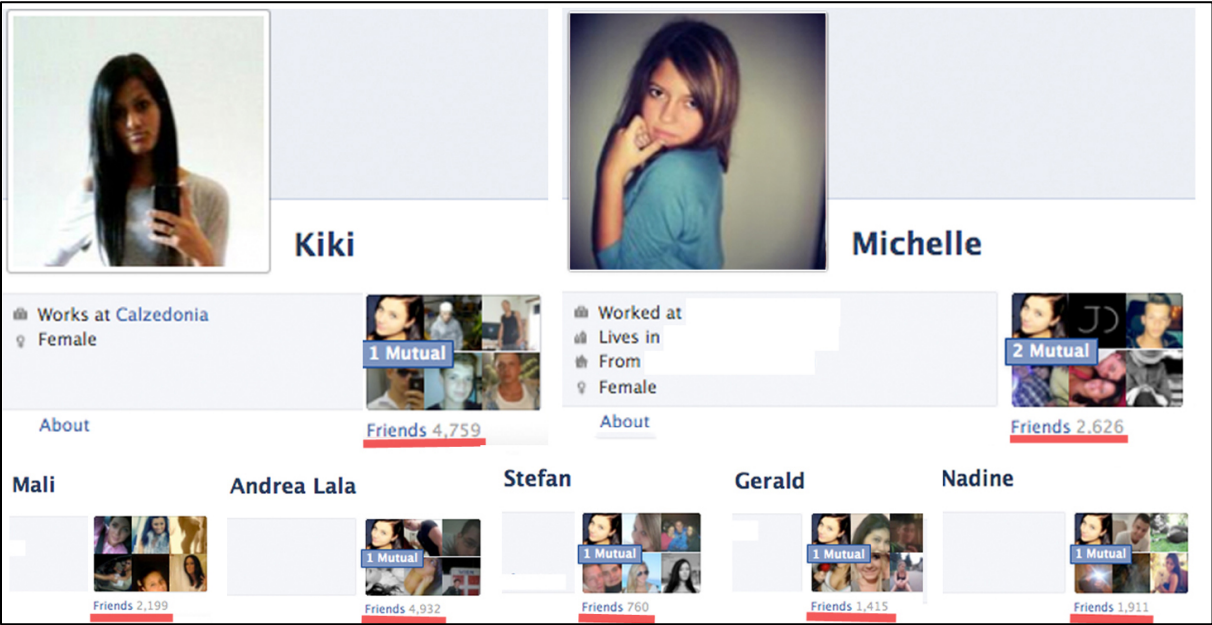 Kiki
Works at Calzedonia
Female
1 Mutual
About
Friends 4,759
Michelle
Worked at
Lives in
From
Female
JD
2 Mutual
About
Friends 2,626
Mali
Friends 2,199
Andrea Lala
1 Mutual
Friends 4,932
Stefan
1 Mutual
Friends 760
Gerald
1 Mutual
Friends 1,415
Nadine
1 Mutual
Friends 1,911